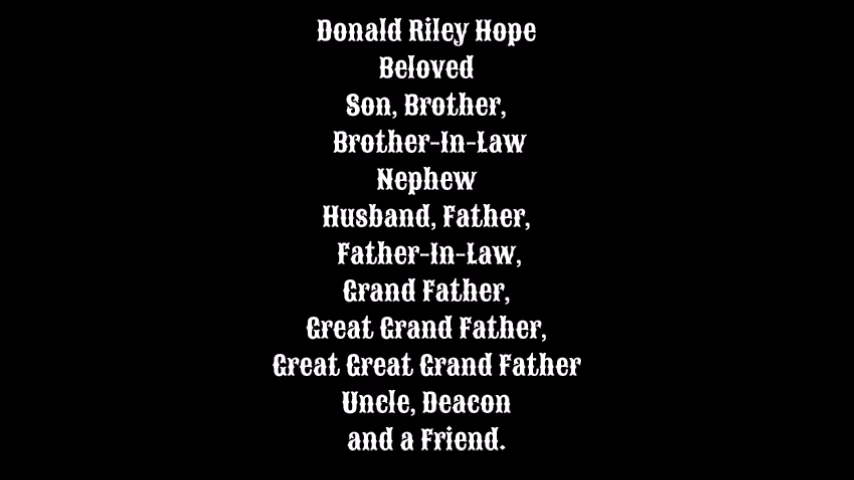 Donald Riley Hope
Beloved
Son, Brother,
Brother-In-Law
Nephew
Husband, Father,
Father-In-Law,
Grand Father,
Great Grand Father,
Great Great Grand Father
Uncle, Deacon
and a Friend.